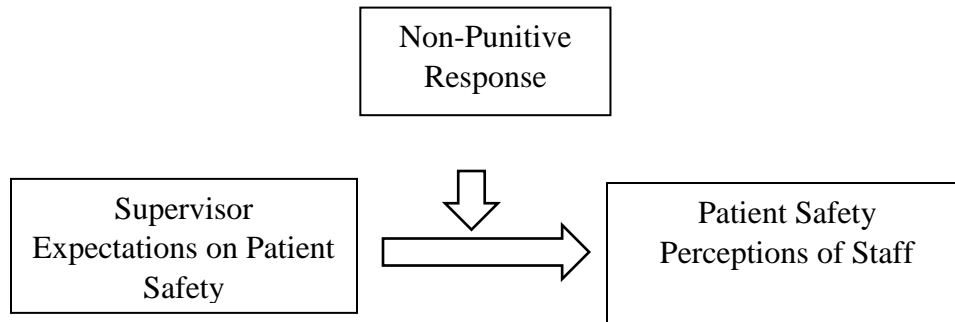 Non-Punitive
Response
Supervisor
Expectations on Patient
Safety
Patient Safety
Perceptions of Staff